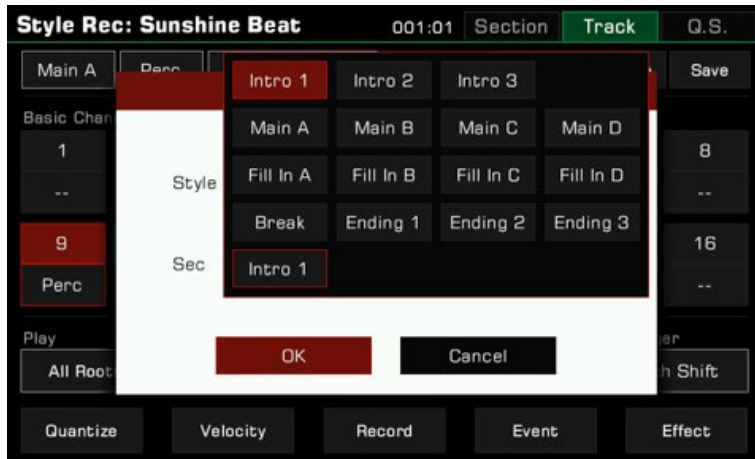 Style Rec: Sunshine Beat 001:01 Section Track Q.S.
Main A Save
Intro 1 Intro 2 Intro 3
Basic Chan
Main A Main B Main C Main D
1 8
Fill In A Fill In B Fill In C Fill In D
Style
-- --
Break Ending 1 Ending 2 Ending 3
9 16
Sec Intro 1
Perc --
Play
OK Cancel
All Root h Shift
Quantize Velocity Record Event Effect